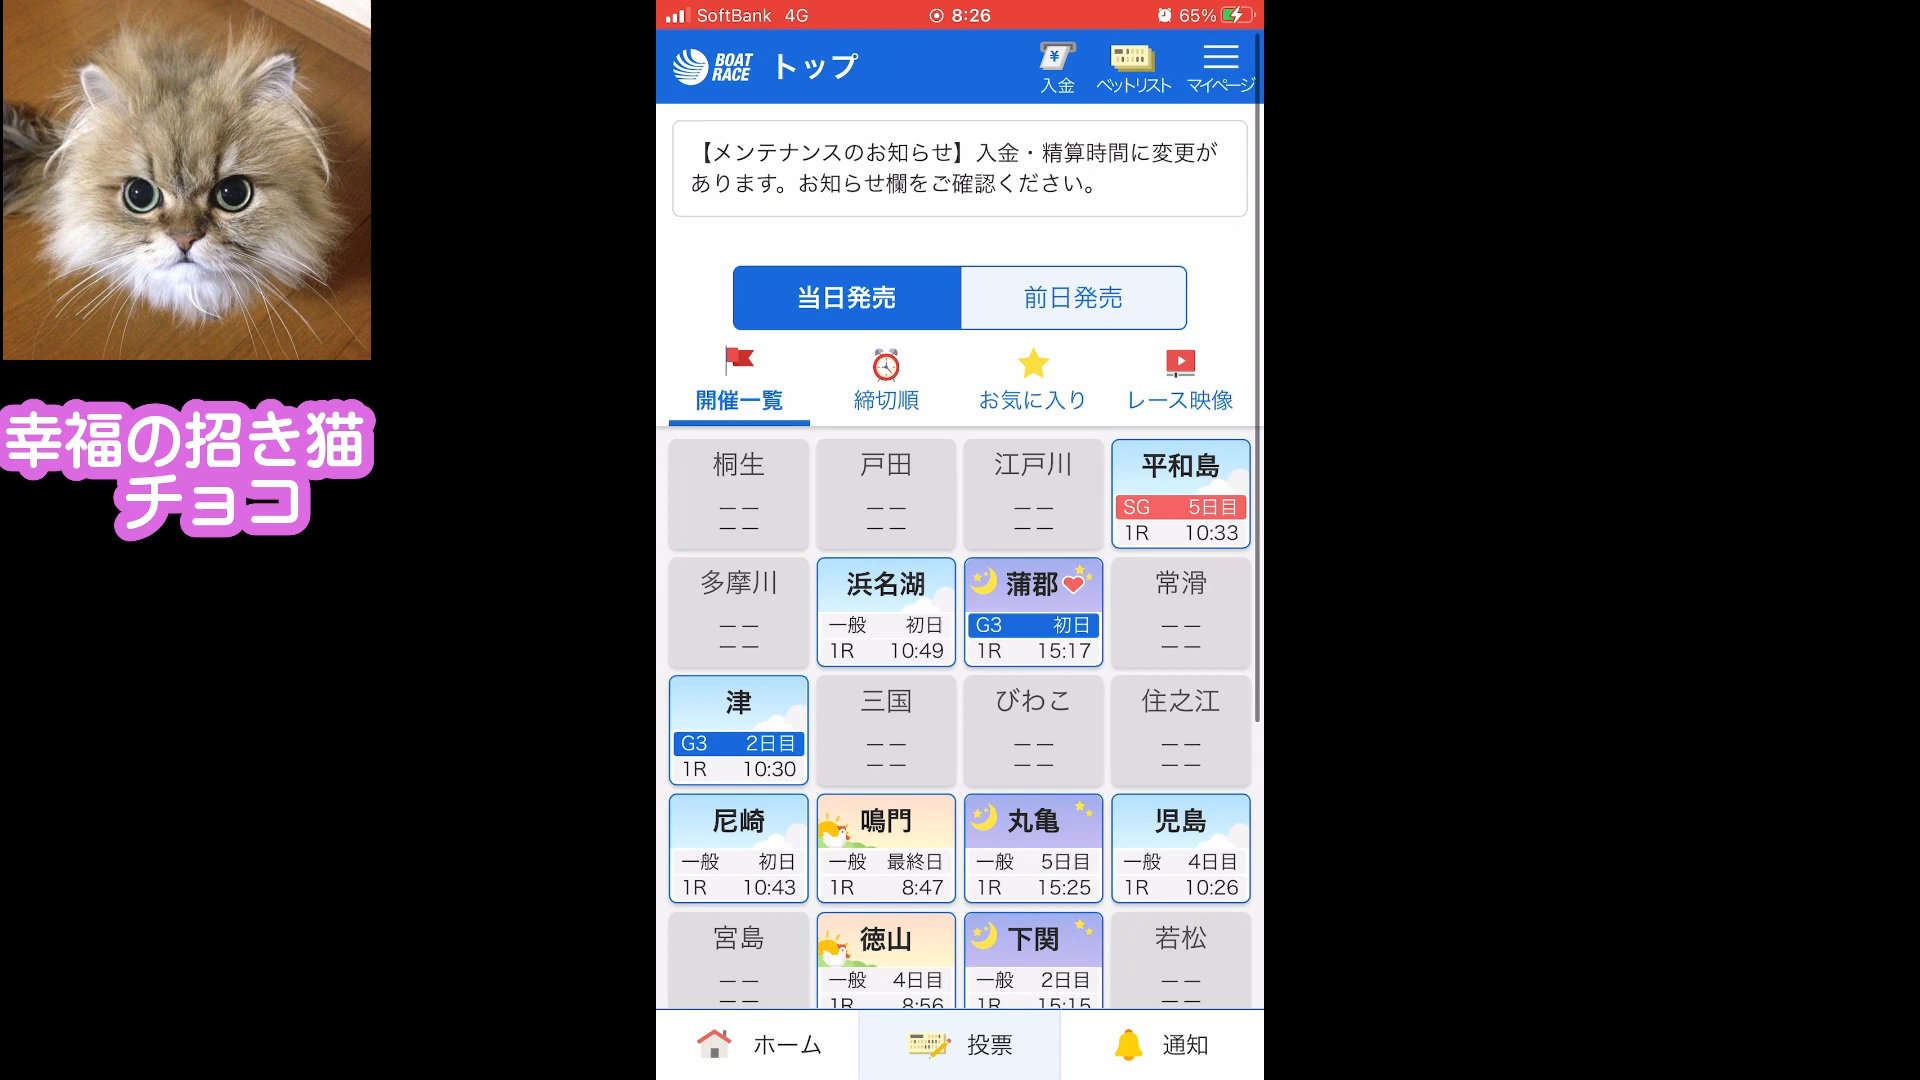 幸福の招き猫
チョコ
SoftBank 4G 8:26 65%
BOAT RACE トップ 入金 ベットリスト マイページ
【メンテナンスのお知らせ】入金・精算時間に変更が
あります。お知らせ欄をご確認ください。
当日発売 前日発売
開催一覧 締切順 お気に入り レース映像
桐生 戸田 江戸川 平和島
-- -- -- SG 5日目
-- -- -- 1R 10:33
多摩川 浜名湖 蒲郡 常滑
-- 一般 初日 G3 初日 --
-- 1R 10:49 1R 15:17 --
津 三国 びわこ 住之江
G3 2日目 -- -- --
1R 10:30 -- -- --
尼崎 鳴門 丸亀 児島
一般 初日 一般 最終日 一般 5日目 一般 4日目
1R 10:43 1R 8:47 1R 15:25 1R 10:26
宮島 徳山 下関 若松
-- 一般 4日目 一般 2日目 --
-- 1R 8:56 1R 15:15 --
ホーム 投票 通知